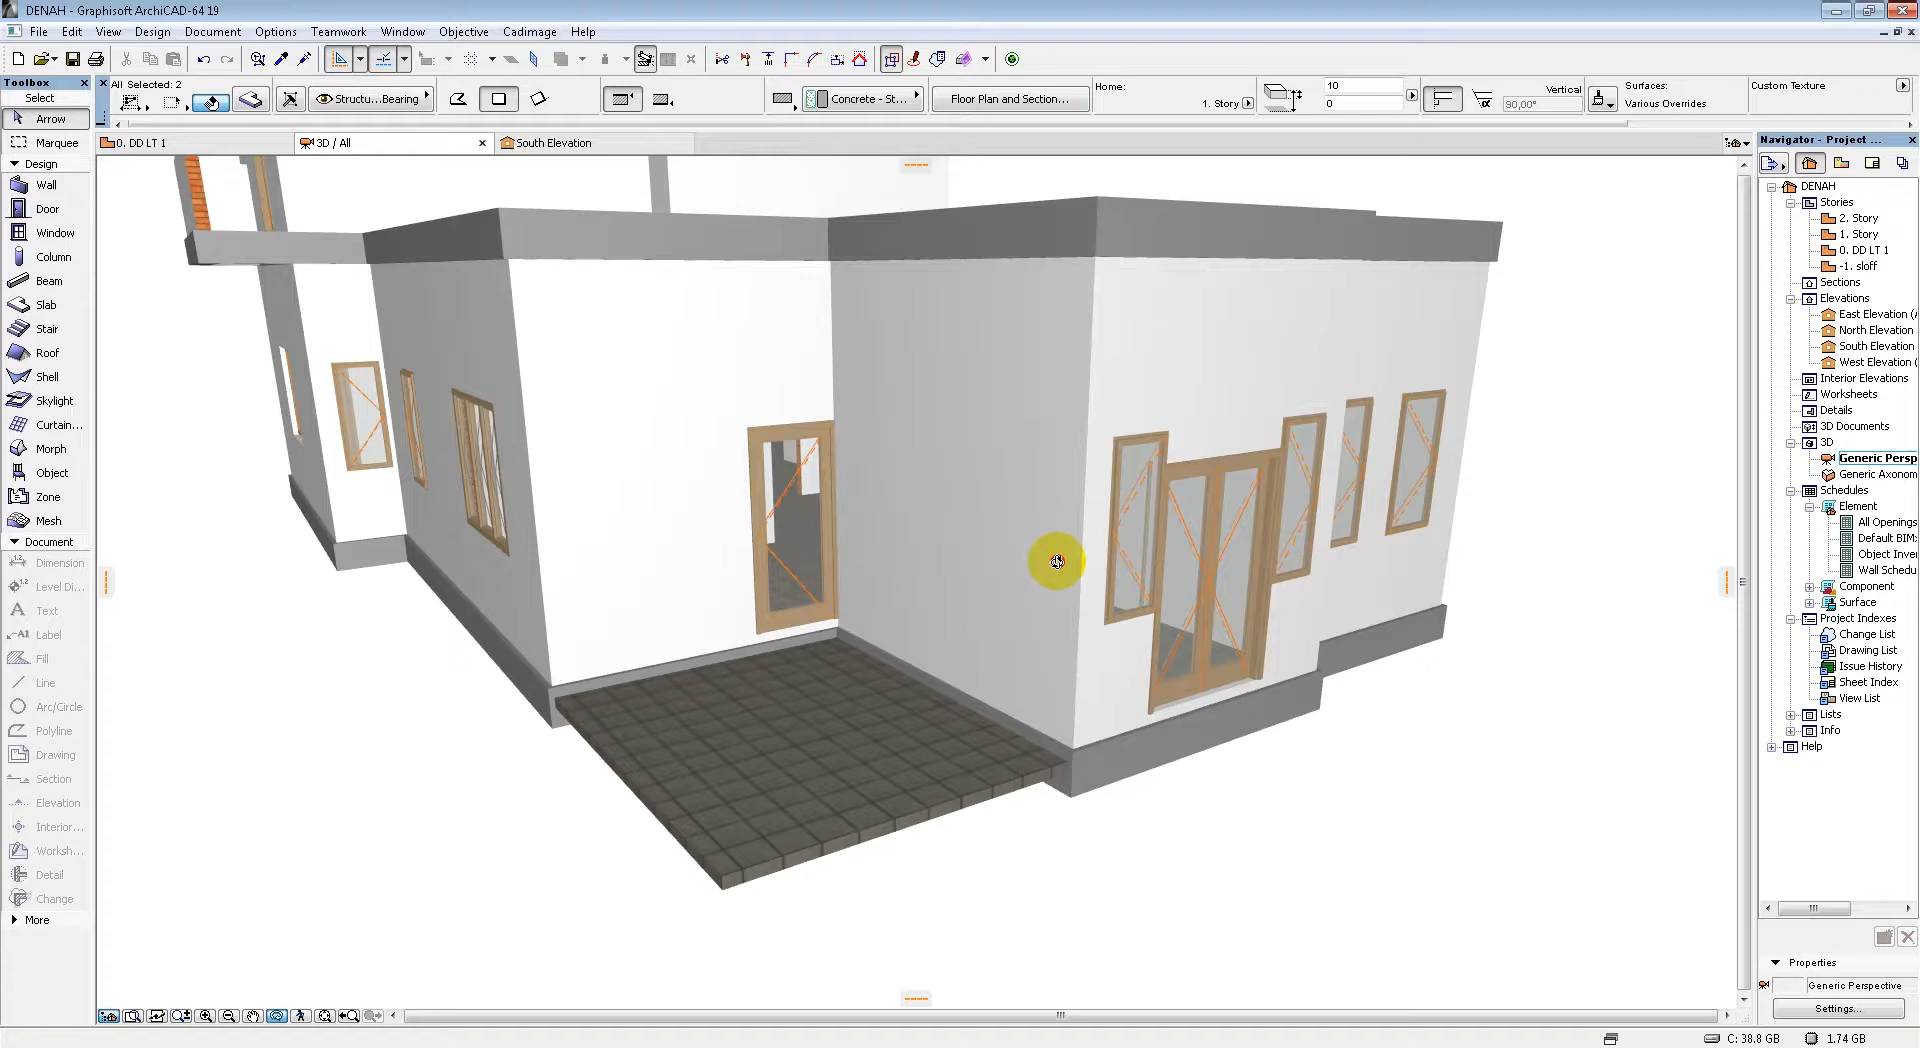 DENAH - Graphisoft ArchiCAD-64 19
File Edit View Design Document Options Teamwork Window Objective Cadimage Help
Toolbox
Select
Arrow
Marquee
Design
Wall
Door
Window
Column
Beam
Slab
Stair
Roof
Shell
Skylight
Curtain...
Morph
Object
Zone
Mesh
Document
Dimension
Level Di...
Text
Label
Fill
Line
Arc/Circle
Polyline
Drawing
Section
Elevation
Interior...
Worksh...
Detail
Change
More
All Selected: 2
Structu...Bearing
Concrete - St...
Floor Plan and Section...
Home:
1. Story
10
0
Vertical
90,00°
Surfaces:
Various Overrides
Custom Texture
0. DD LT 1
3D / All
South Elevation
Navigator - Project ...
DENAH
Stories
2. Story
1. Story
0. DD LT 1
-1. sloff
Sections
Elevations
East Elevation (A
North Elevation
South Elevation
West Elevation (
Interior Elevations
Worksheets
Details
3D Documents
3D
Generic Persp
Generic Axonom
Schedules
Element
All Openings
Default BIM:
Object Inver
Wall Schedu
Component
Surface
Project Indexes
Change List
Drawing List
Issue History
Sheet Index
View List
Lists
Info
Help
Properties
Generic Perspective
Settings...
C: 38.8 GB
1.74 GB